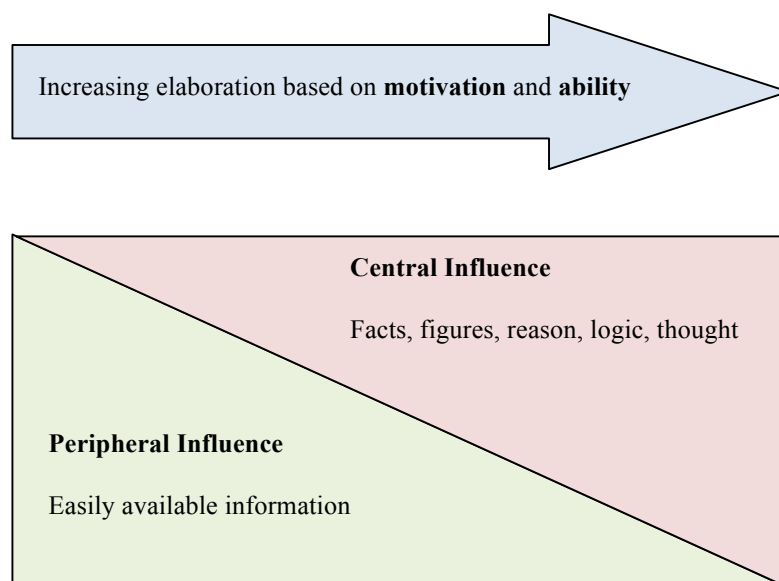 Increasing elaboration based on motivation and ability
Central Influence
Facts, figures, reason, logic, thought
Peripheral Influence
Easily available information